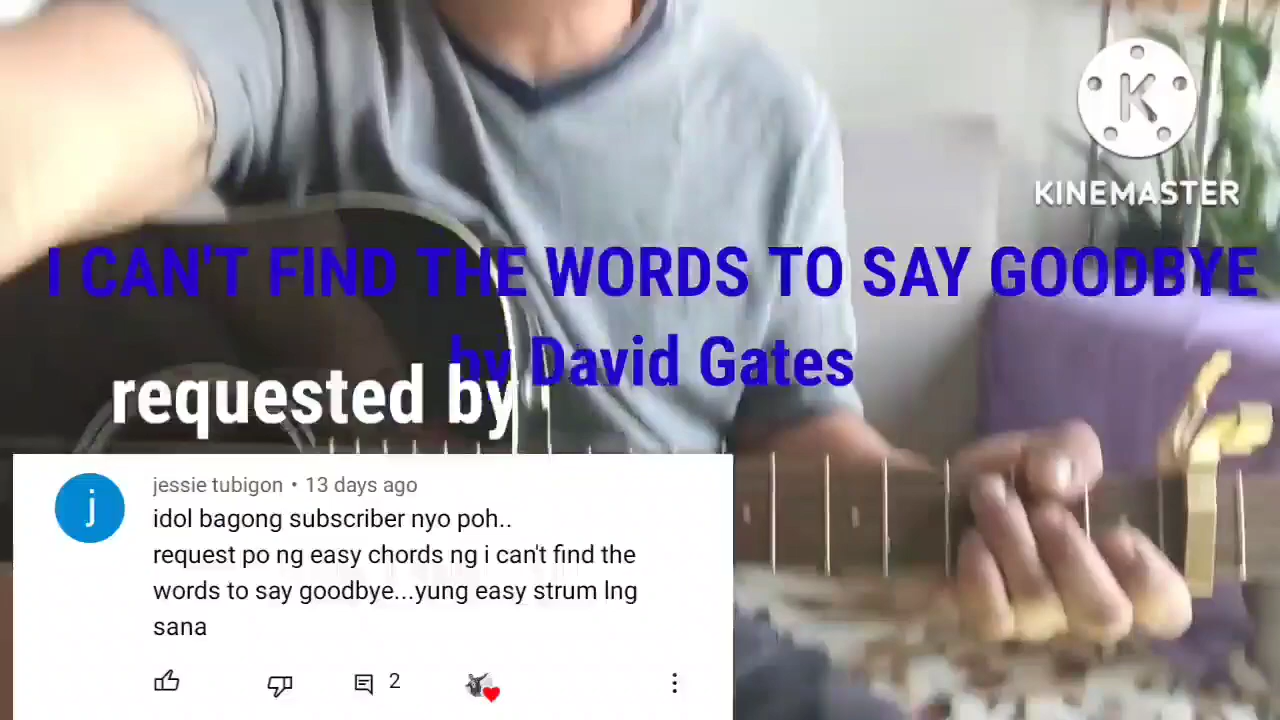 K
KINEMASTER
I CAN'T FIND THE WORDS TO SAY GOODBYE
by David Gates
requested by
j
jessie tubigon • 13 days ago
idol bagong subscriber nyo poh..
request po ng easy chords ng i can't find the
words to say goodbye...yung easy strum lng
sana
2